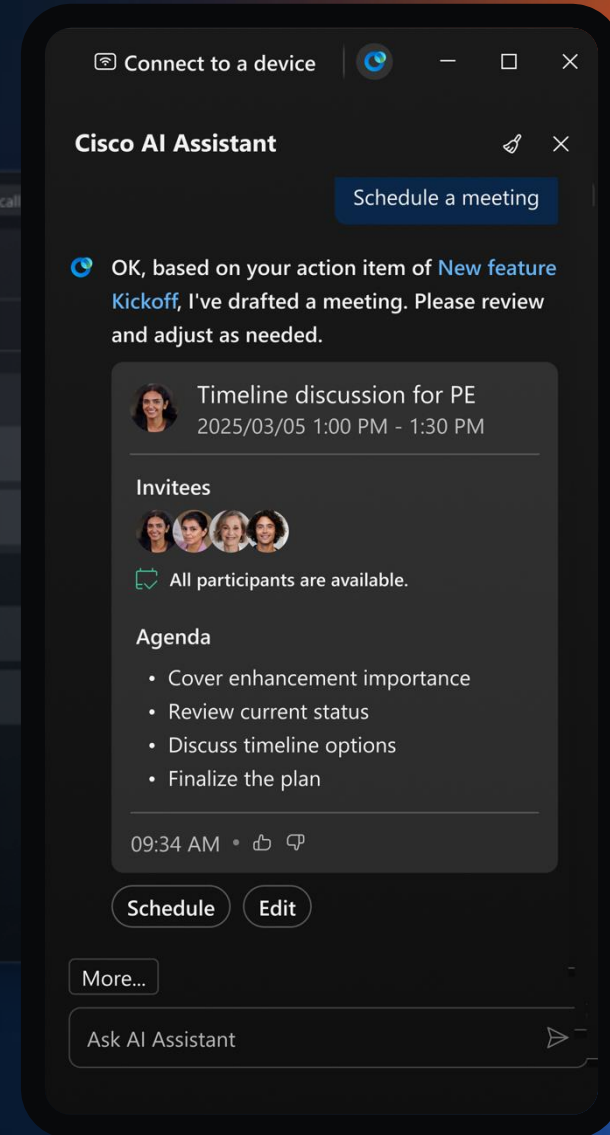 Connect to a device
Cisco AI Assistant
call
Schedule a meeting
OK, based on your action item of New feature
Kickoff, I've drafted a meeting. Please review
and adjust as needed.
Timeline discussion for PE
2025/03/05 1:00 PM - 1:30 PM
Invitees
All participants are available.
Agenda
• Cover enhancement importance
• Review current status
• Discuss timeline options
• Finalize the plan
09:34 AM •
Schedule
Edit
More...
Ask AI Assistant